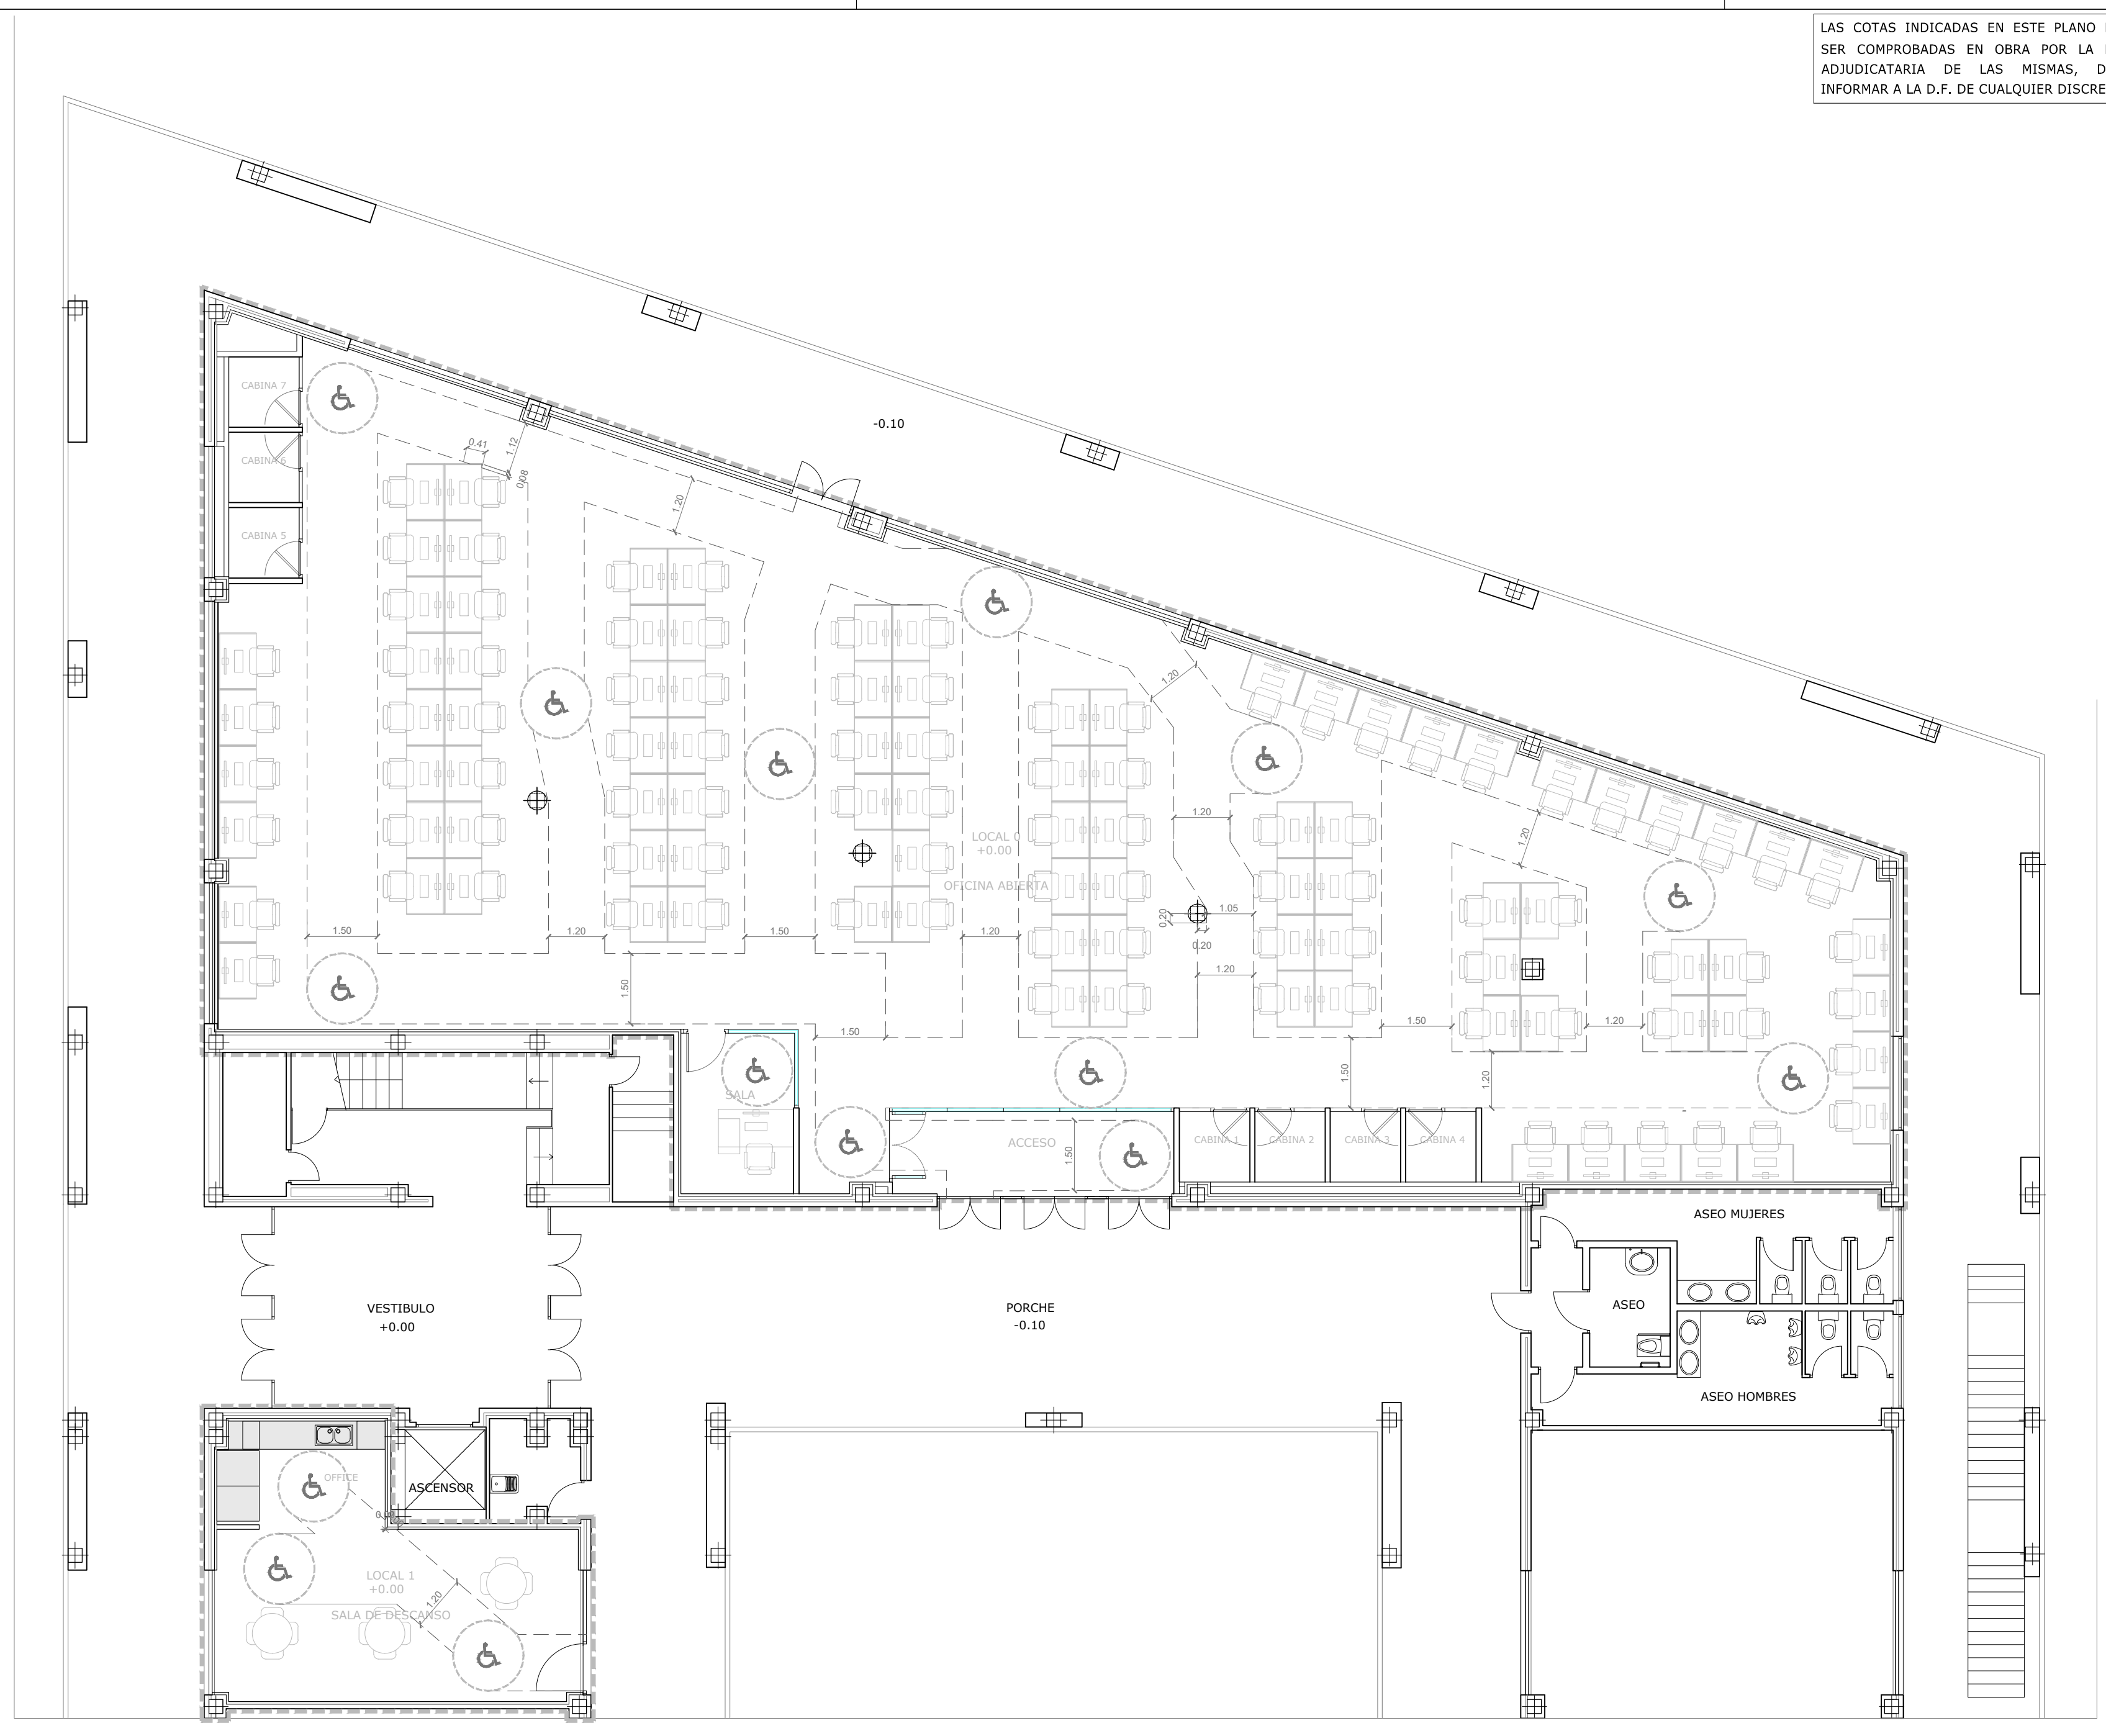 LAS COTAS INDICADAS EN ESTE PLANO
SER COMPROBADAS EN OBRA POR LA
ADJUDICATARIA DE LAS MISMAS,
INFORMAR A LA D.F. DE CUALQUIER
-0.10
CABINA 7
CABINA 6
CABINA 5
0.41
1.12
0.08
1.20
1.20
1.20
1.20
LOCAL 0
+0.00
OFICINA ABIERTA
0.20
1.05
0.20
1.50
1.20
1.50
1.20
1.20
1.50
1.50
1.50
1.20
1.50
1.20
SALA
ACCESO
1.50
CABINA 1
CABINA 2
CABINA 3
CABINA 4
ASEO MUJERES
VESTIBULO
+0.00
PORCHE
-0.10
ASEO
ASEO HOMBRES
OFFICE
ASCENSOR
LOCAL 1
+0.00
1.20
SALA DE DESCANSO